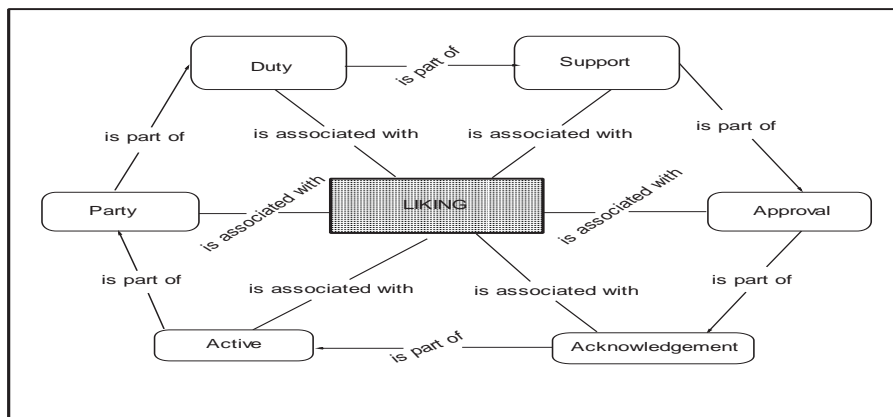 Duty
is part of
Support
is part of
is associated with
is associated with
is part of
Party
is associated with
LIKING
is associated with
Approval
is part of
is associated with
is associated with
is part of
Active
is part of
Acknowledgement